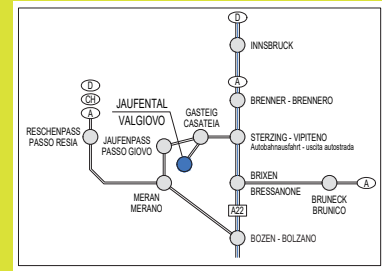 D
INNSBRUCK
A
BRENNER - BRENNERO
D
CH
A
JAUFENTAL
VALGIOVO
GASTEIG
CASATEIA
RESCHENPASS
PASSO RESIA
JAUFENPASS
PASSO GIOVO
STERZING - VIPITENO
Autobahnausfahrt - uscita autostrada
MERAN
MERANO
BRIXEN
BRESSANONE
A
BRUNECK
BRUNICO
A22
BOZEN - BOLZANO